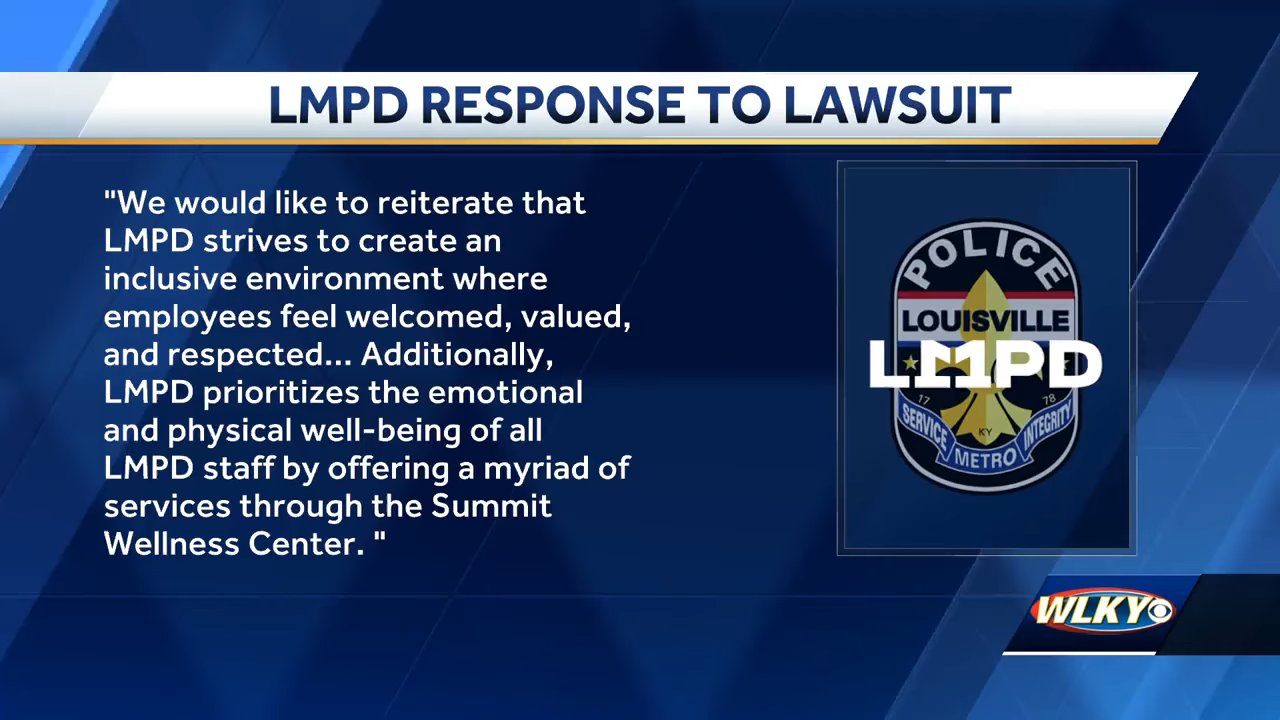 LMPD RESPONSE TO LAWSUIT
"We would like to reiterate that
LMPD strives to create an
inclusive environment where
employees feel welcomed, valued,
and respected... Additionally,
LMPD prioritizes the emotional
and physical well-being of all
LMPD staff by offering a myriad of
services through the Summit
Wellness Center. "
POLICE
LOUISVILLE
LMPD
17 78
KY
SERVICE METRO INTEGRITY
WLKY